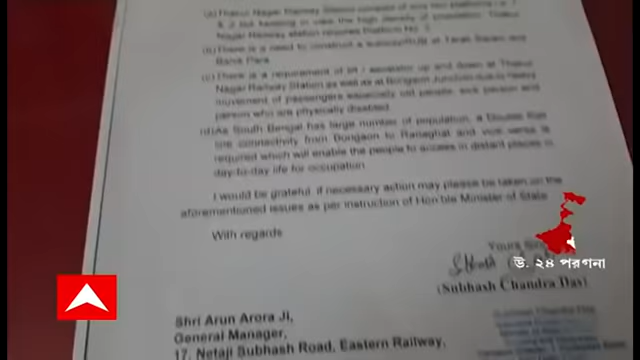 (a) Thakur Nagar Railway Station consist of only two platforms i.e. 1
& 2 but keeping in view the high density of population, Thakur
Nagar Railway station requires Platform No. 3
(b) There is a need to construct a subway/RUB at
(c) There is a requirement of lift / escalator up and down at Thakur
Nagar Railway Station as well as at Bongaon Junction due to heavy
movement of passengers especially old people, sick person and
person who are physically disabled.
(d) As South Bengal has large number of population, a Double Rail
line connectivity from Bongaon to Ranaghat and vice versa is
required which will enable the people to access in distant places in
day-to-day life for occupation.
I would be grateful, if necessary action may please be taken on the
aforementioned issues as per instruction of Hon'ble Minister of State.
With regards
Yours
(Subhash Chandra Das)
উ. ২৪ পরগনা
Shri Arun Arora Ji,
General Manager,
17, Netaji Subhash Road, Eastern Railway,